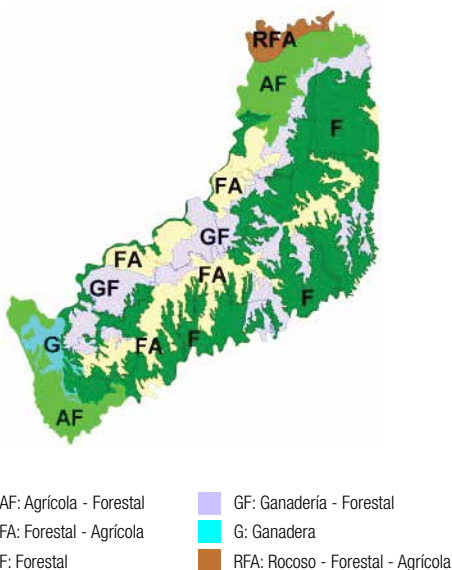 RFA
AF
F
FA
GF
FA
FA
GF
F
G
FA
F
AF
AF: Agrícola - Forestal
GF: Ganadería - Forestal
FA: Forestal - Agrícola
G: Ganadera
F: Forestal
RFA: Rocoso - Forestal - Agrícola